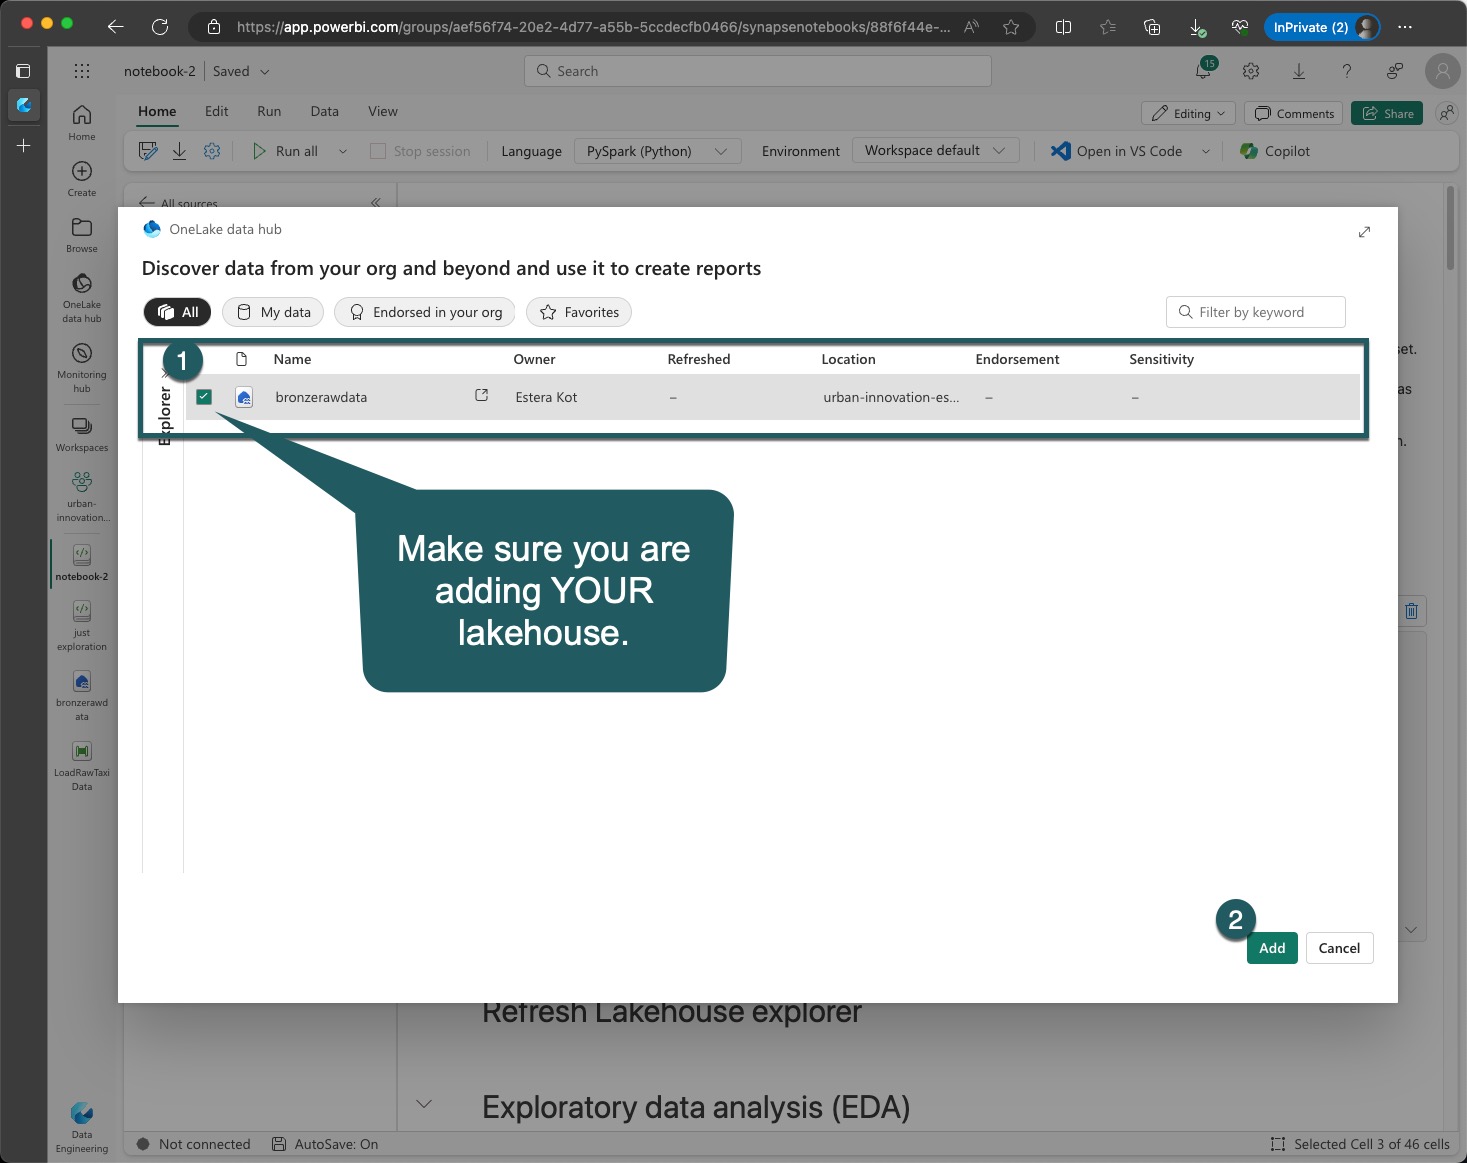 https://app.powerbi.com/groups/aef56f74-20e2-4d77-a55b-5ccdecfb0466/synapsenotebooks/88f6f44e-...
InPrivate (2)
notebook-2
Saved
Search
15
Home
Edit
Run
Data
View
Editing
Comments
Share
Run all
Stop session
Language
PySpark (Python)
Environment
Workspace default
Open in VS Code
Copilot
Home
Create
Browse
OneLake
data hub
Monitoring
hub
Workspaces
urban-
innovation...
notebook-2
just
exploration
bronzerawd
ata
LoadRawTaxi
Data
Data
Engineering
All sources
OneLake data hub
Discover data from your org and beyond and use it to create reports
All
My data
Endorsed in your org
Favorites
Filter by keyword
1
Explorer
Name
Owner
Refreshed
Location
Endorsement
Sensitivity
bronzerawdata
Estera Kot
–
urban-innovation-es...
–
–
Make sure you are
adding YOUR
lakehouse.
2
Add
Cancel
set.
as
Refresh Lakehouse explorer
Exploratory data analysis (EDA)
Not connected
AutoSave: On
Selected Cell 3 of 46 cells